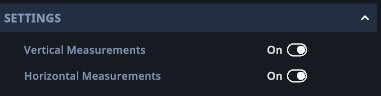 SETTINGS
Vertical Measurements On
Horizontal Measurements On